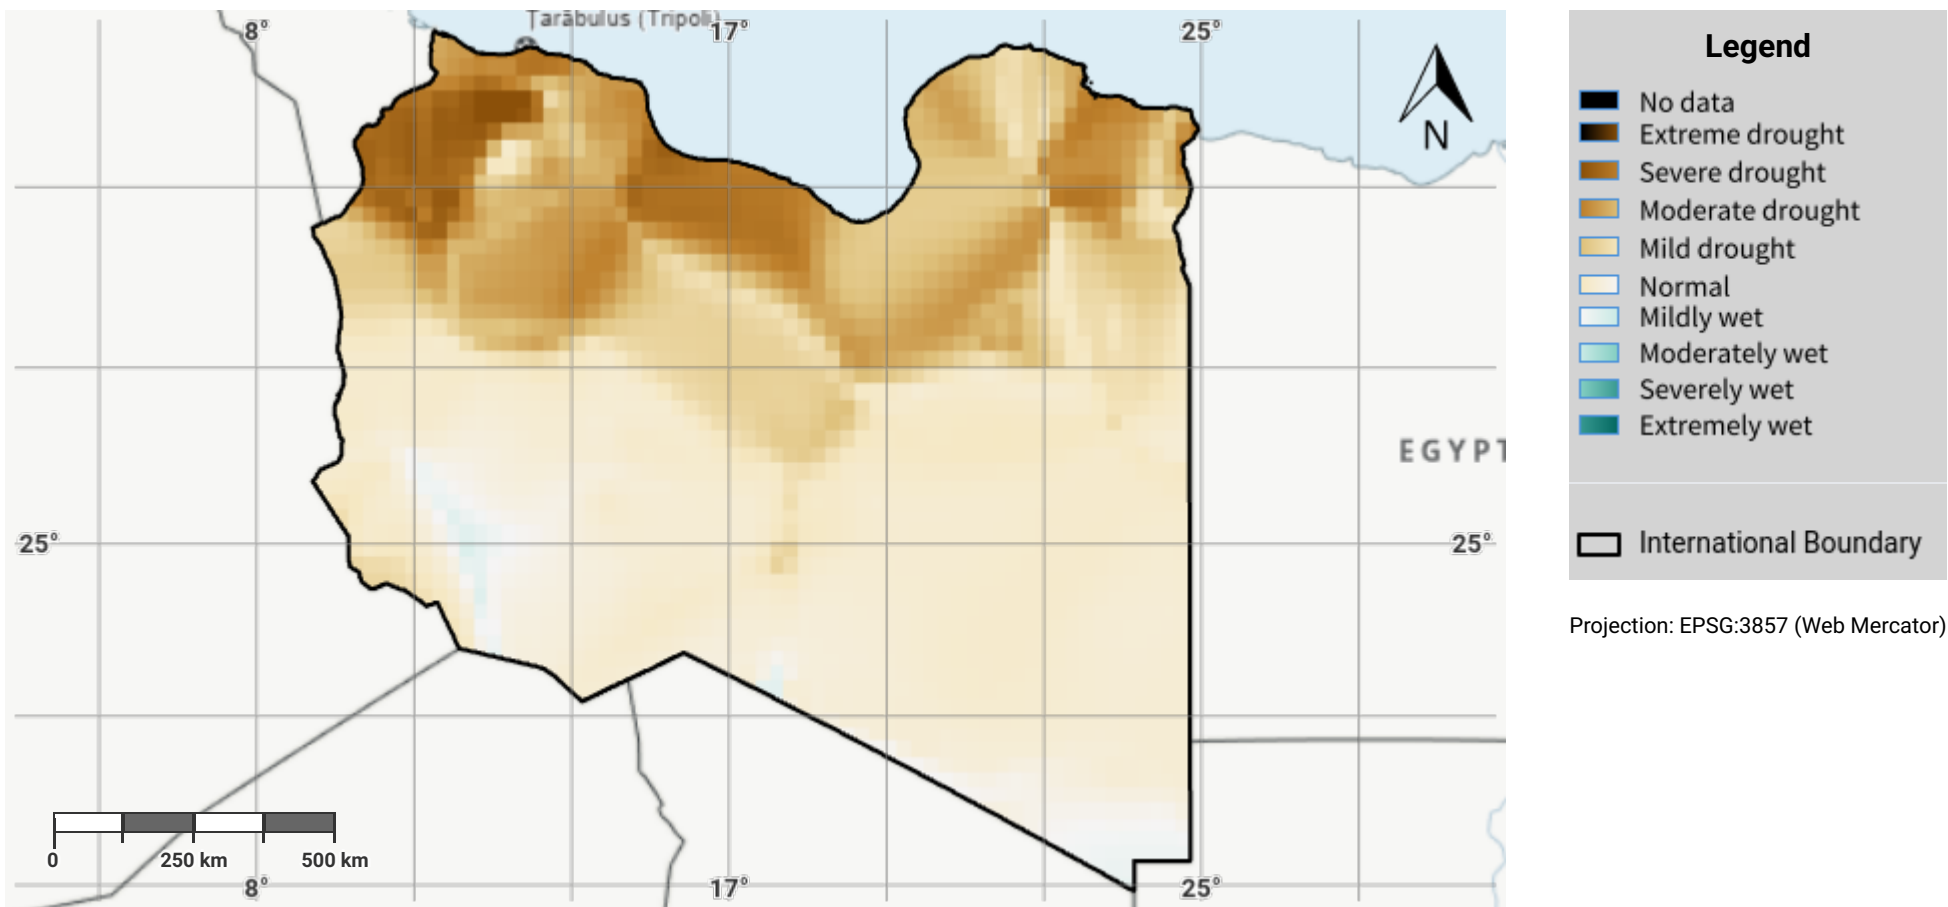 Ṭarābulus (Tripoli)
8° 17° 25°
N
EGYPT
25° 25°
0 250 km 500 km
8° 17° 25°
Legend
No data
Extreme drought
Severe drought
Moderate drought
Mild drought
Normal
Mildly wet
Moderately wet
Severely wet
Extremely wet
International Boundary
Projection: EPSG:3857 (Web Mercator)